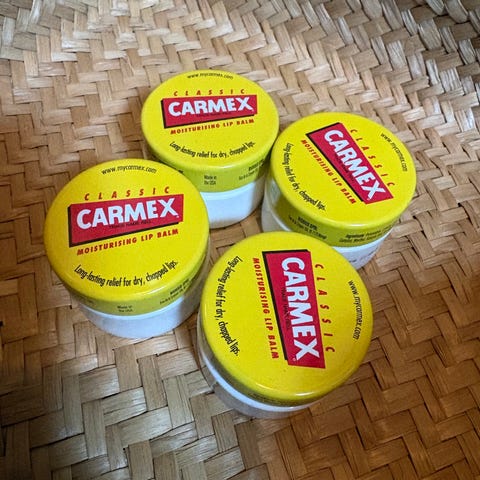 www.mycarmex.com
CLASSIC
CARMEX
MOISTURISING LIP BALM
Long-lasting relief for dry, chapped lips.
Made in
the USA
CLASSIC
CARMEX
MOISTURISING LIP BALM
www.mycarmex.com
Long-lasting relief for dry, chapped lips.
www.mycarmex.com
CLASSIC
CARMEX
MOISTURISING LIP BALM
Long-lasting relief for dry, chapped lips.
Made in
the USA
www.mycarmex.com
CLASSIC
CARMEX
MOISTURISING LIP BALM
Long-lasting relief for dry, chapped lips.